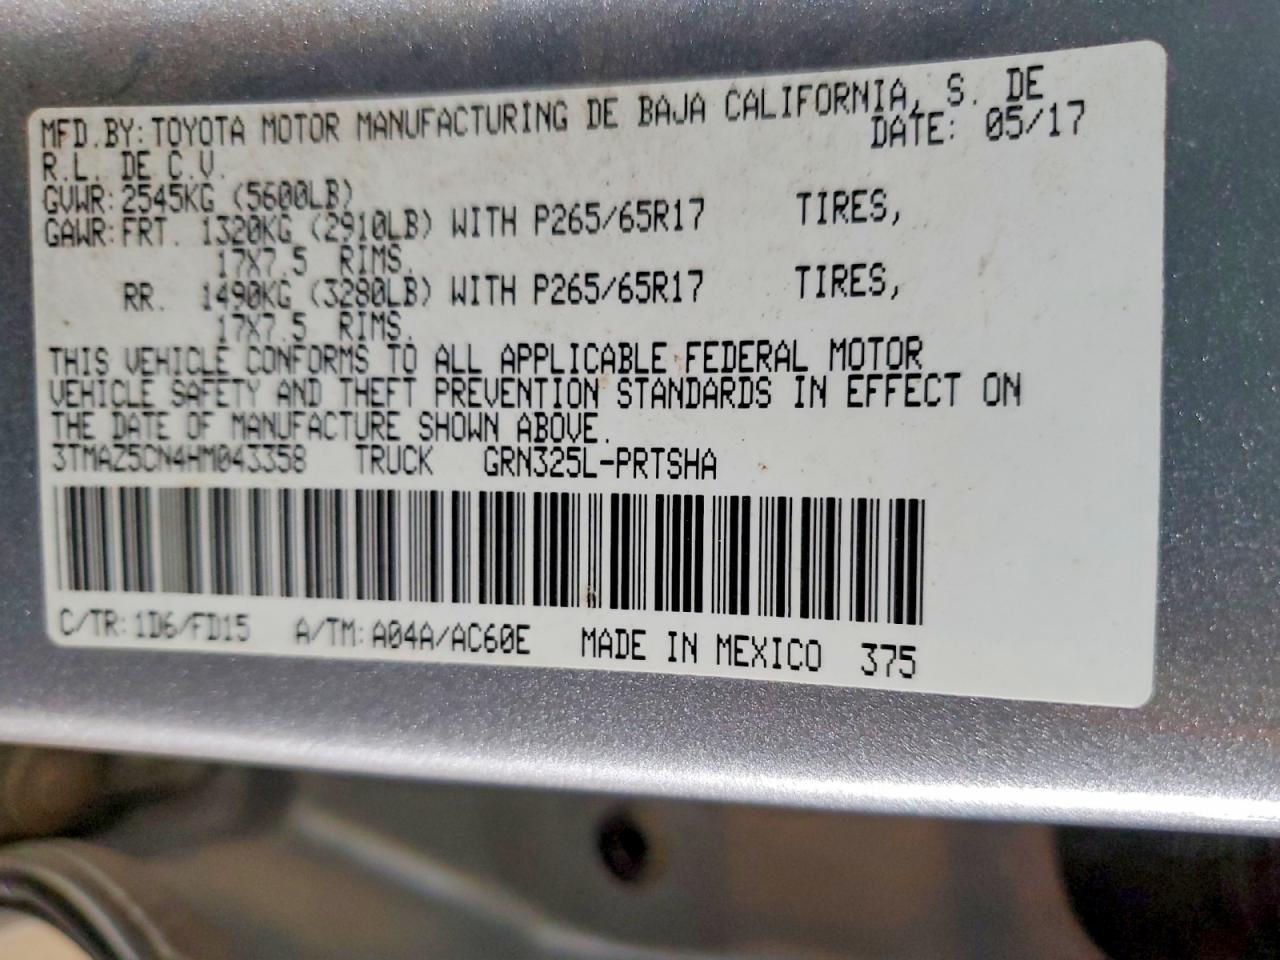 MFD.BY: TOYOTA MOTOR MANUFACTURING DE BAJA CALIFORNIA, S. DE
R.L. DE C.V. DATE: 05/17
GVWR: 2545KG (5600LB)
GAWR: FRT. 1320KG (2910LB) WITH P265/65R17 TIRES,
17X7.5 RIMS.
RR. 1490KG (3280LB) WITH P265/65R17 TIRES,
17X7.5 RIMS.
THIS VEHICLE CONFORMS TO ALL APPLICABLE FEDERAL MOTOR
VEHICLE SAFETY AND THEFT PREVENTION STANDARDS IN EFFECT ON
THE DATE OF MANUFACTURE SHOWN ABOVE.
3TMAZ5CN4HM043358 TRUCK GRN325L-PRTSHA
C/TR: 1D6/FD15 A/TM: A04A/AC60E MADE IN MEXICO 375